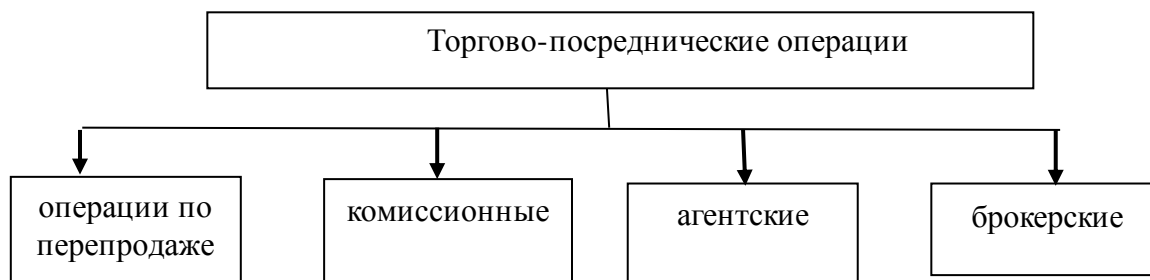 Торгово-посреднические операции
операции по
перепродаже
комиссионные
агентские
брокерские